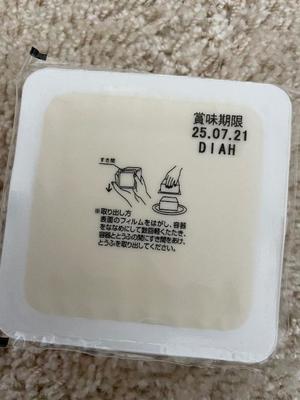 賞味期限
25.07.21
DIAH
すき間
※取り出し方
表面のフィルムをはがし、容器
をななめにして数回軽くたたき、
容器ととうふの間にすき間をあけ、
とうふを取り出してください。